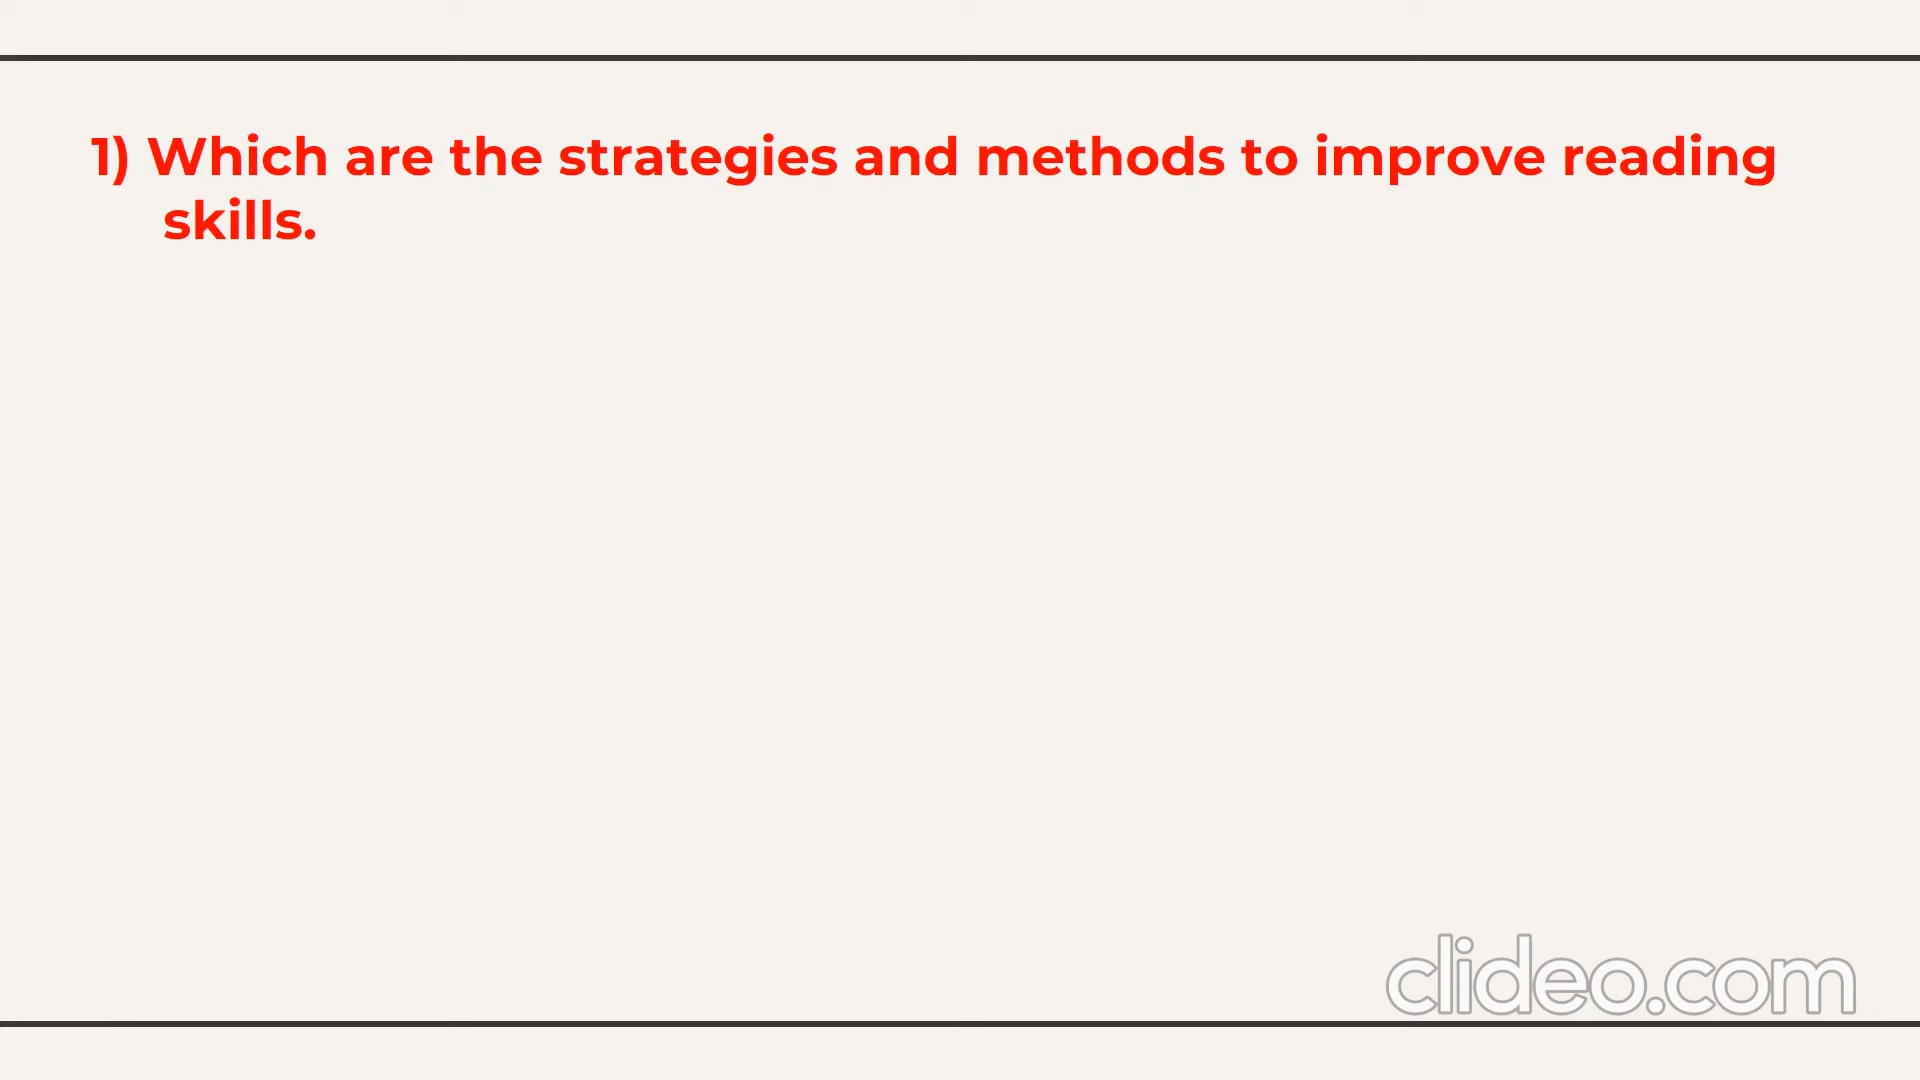 1) Which are the strategies and methods to improve reading
skills.
clideo.com